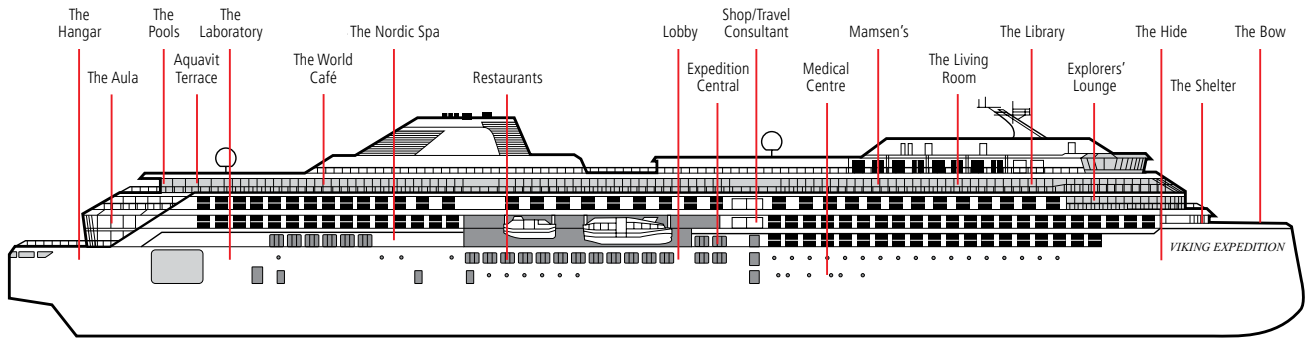 The
Hangar
The
Pools
The
Laboratory
The Nordic Spa
Lobby
Shop/Travel
Consultant
Mamsen's
The Library
The Hide
The Bow
The Aula
Aquavit
Terrace
The World
Café
Restaurants
Expedition
Central
Medical
Centre
The Living
Room
Explorers'
Lounge
The Shelter
VIKING EXPEDITION